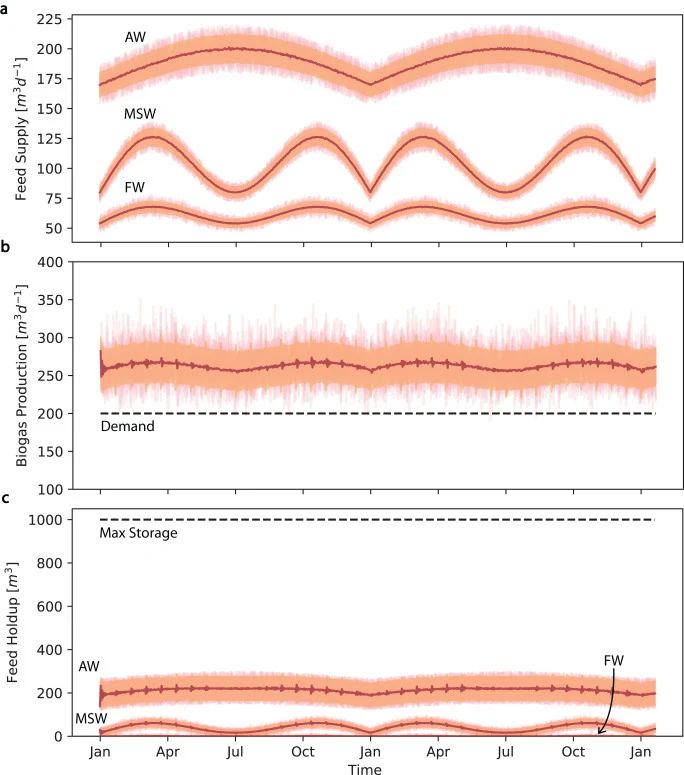 a
225
200
175
150
125
100
75
50
Feed Supply [m³d⁻¹]
AW
MSW
FW
b
400
350
300
250
200
150
100
Biogas Production [m³d⁻¹]
Demand
c
1000
800
600
400
200
0
Feed Holdup [m³]
Max Storage
AW
MSW
FW
Jan Apr Jul Oct Jan Apr Jul Oct Jan
Time